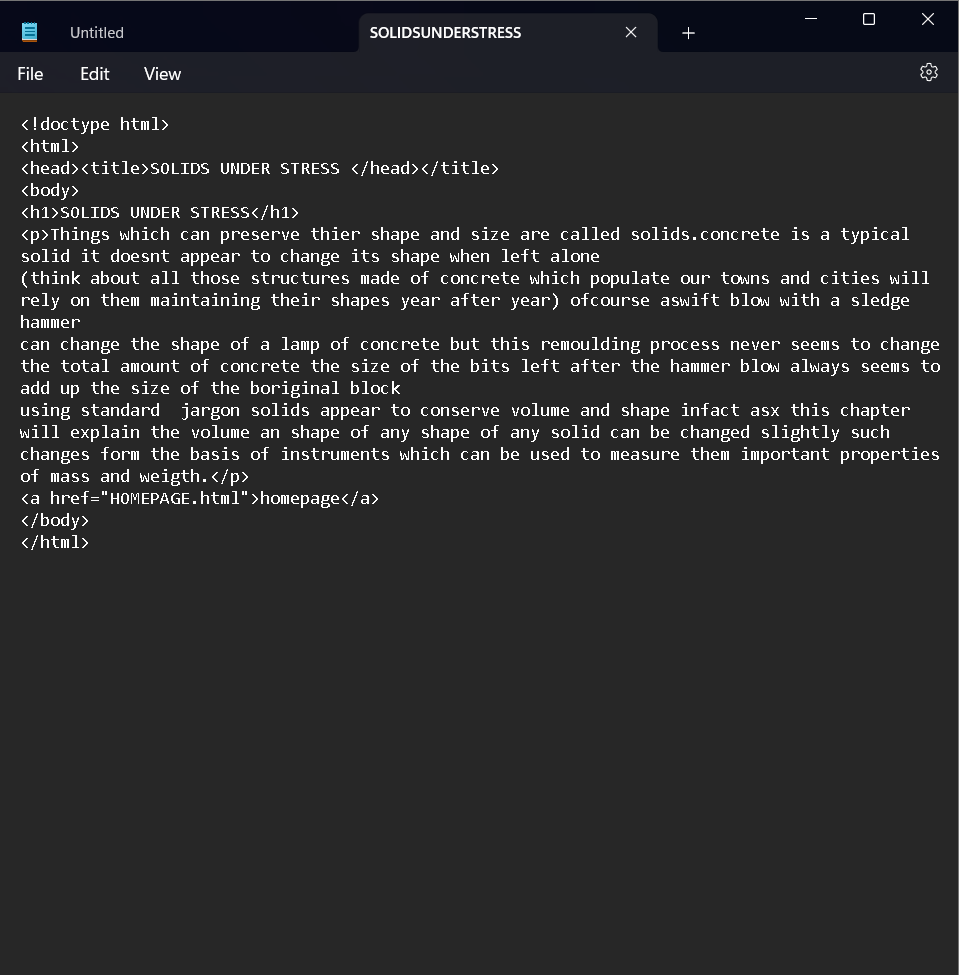 Untitled
SOLIDSUNDERSTRESS
File Edit View
<!doctype html>
<html>
<head><title>SOLIDS UNDER STRESS </head></title>
<body>
<h1>SOLIDS UNDER STRESS</h1>
<p>Things which can preserve thier shape and size are called solids.concrete is a typical
solid it doesnt appear to change its shape when left alone
(think about all those structures made of concrete which populate our towns and cities will
rely on them maintaining their shapes year after year) ofcourse aswift blow with a sledge
hammer
can change the shape of a lamp of concrete but this remoulding process never seems to change
the total amount of concrete the size of the bits left after the hammer blow always seems to
add up the size of the boriginal block
using standard  jargon solids appear to conserve volume and shape infact asx this chapter
will explain the volume an shape of any shape of any solid can be changed slightly such
changes form the basis of instruments which can be used to measure them important properties
of mass and weigth.</p>
<a href="HOMEPAGE.html">homepage</a>
</body>
</html>